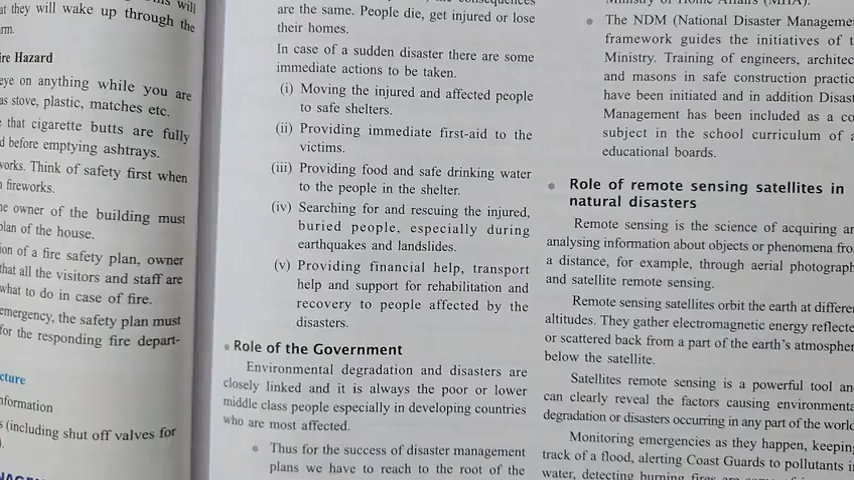 will
at they will wake up through the
rm.
ire Hazard
eye on anything while you are
as stove, plastic, matches etc.
that cigarette butts are fully
d before emptying ashtrays.
works. Think of safety first when
fireworks.
he owner of the building must
plan of the house.
ion of a fire safety plan, owner
that all the visitors and staff are
what to do in case of fire.
emergency, the safety plan must
for the responding fire depart-
cture
nformation
s (including shut off valves for
).
are the same. People die, get injured or lose
their homes.
In case of a sudden disaster there are some
immediate actions to be taken.
(i) Moving the injured and affected people
to safe shelters.
(ii) Providing immediate first-aid to the
victims.
(iii) Providing food and safe drinking water
to the people in the shelter.
(iv) Searching for and rescuing the injured,
buried people, especially during
earthquakes and landslides.
(v) Providing financial help, transport
help and support for rehabilitation and
recovery to people affected by the
disasters.
• Role of the Government
Environmental degradation and disasters are
closely linked and it is always the poor or lower
middle class people especially in developing countries
who are most affected.
• Thus for the success of disaster management
plans we have to reach to the root of the
• The NDM (National Disaster Manageme
framework guides the initiatives of t
Ministry. Training of engineers, architec
and masons in safe construction practic
have been initiated and in addition Disast
Management has been included as a co
subject in the school curriculum of a
educational boards.
• Role of remote sensing satellites in
natural disasters
Remote sensing is the science of acquiring an
analysing information about objects or phenomena fro
a distance, for example, through aerial photograph
and satellite remote sensing.
Remote sensing satellites orbit the earth at differe
altitudes. They gather electromagnetic energy reflecte
or scattered back from a part of the earth's atmospher
below the satellite.
Satellites remote sensing is a powerful tool an
can clearly reveal the factors causing environmenta
degradation or disasters occurring in any part of the world
Monitoring emergencies as they happen, keeping
track of a flood, alerting Coast Guards to pollutants i
water, detecting burning fires are